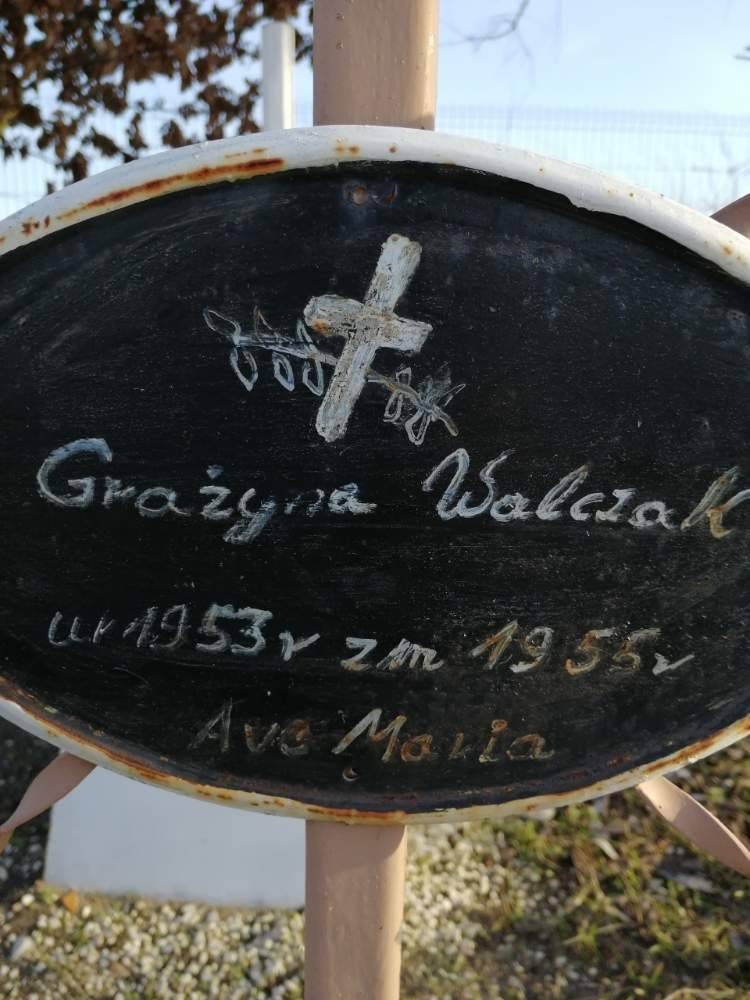 Grażyna Walczak
ur 1953r zm 1955r
Ave Maria